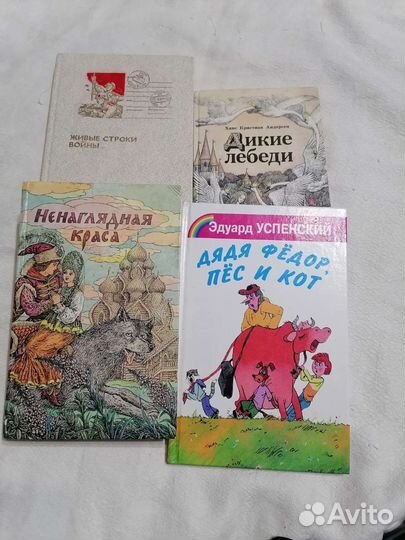 ЖИВЫЕ СТРОКИ
ВОЙНЫ...
Ханс Кристиан Андерсен
Дикие
лебеди
НЕНАГЛЯДНАЯ
КРАСА
Эдуард УСПЕНСКИЙ
ДЯДЯ ФЁДОР,
ПЁС И КОТ
Avito